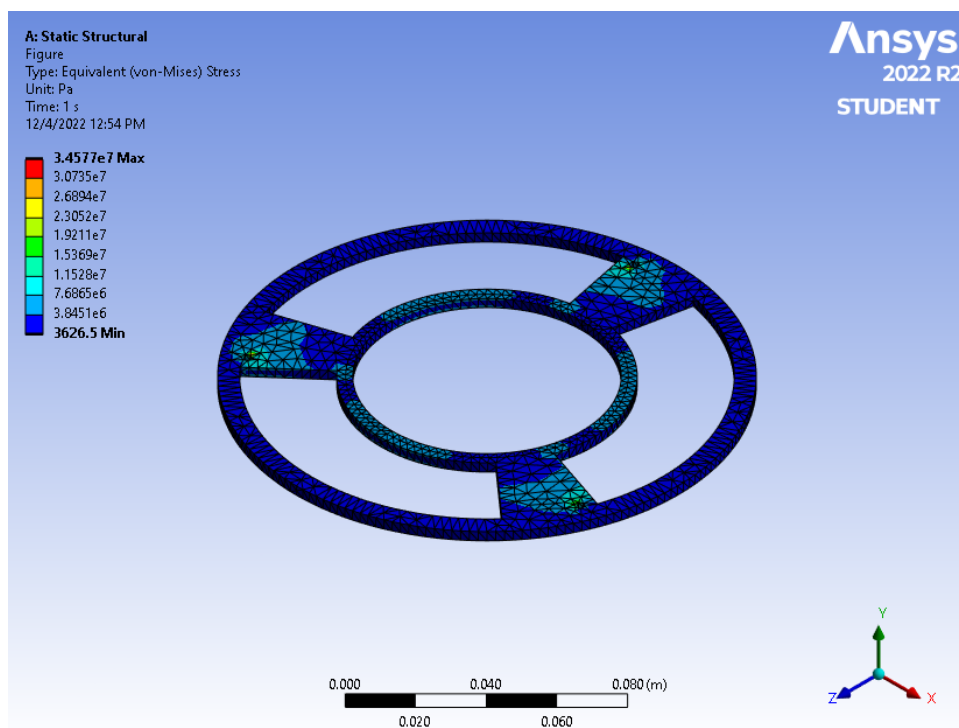 A: Static Structural
Figure
Type: Equivalent (von-Mises) Stress
Unit: Pa
Time: 1 s
12/4/2022 12:54 PM
Ansys
2022 R2
STUDENT
3.4577e7 Max
3.0735e7
2.6894e7
2.3052e7
1.9211e7
1.5369e7
1.1528e7
7.6865e6
3.8451e6
3626.5 Min
0.000 0.040 0.080 (m)
0.020 0.060
Y
Z X